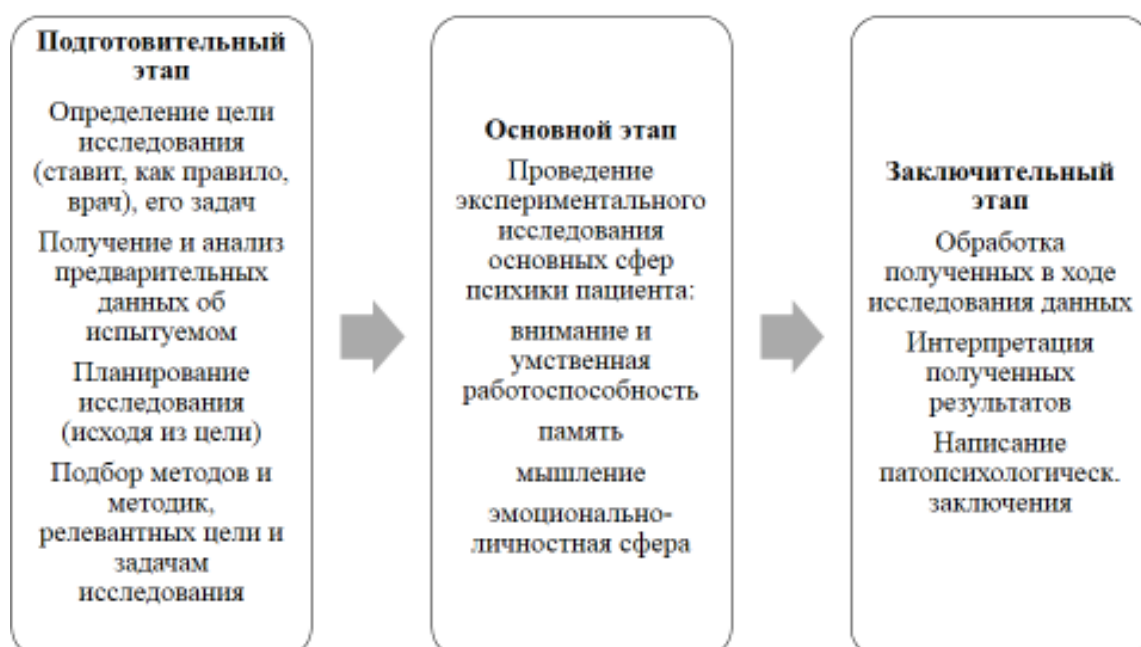 Подготовительный
этап
Определение цели
исследования
(ставит, как правило,
врач), его задач
Получение и анализ
предварительных
данных об
испытуемом
Планирование
исследования
(исходя из цели)
Подбор методов и
методик,
релевантных цели и
задачам
исследования
Основной этап
Проведение
экспериментального
исследования
основных сфер
психики пациента:
внимание и
умственная
работоспособность
память
мышление
эмоционально-
личностная сфера
Заключительный
этап
Обработка
полученных в ходе
исследования данных
Интерпретация
полученных
результатов
Написание
патопсихологическ.
заключения